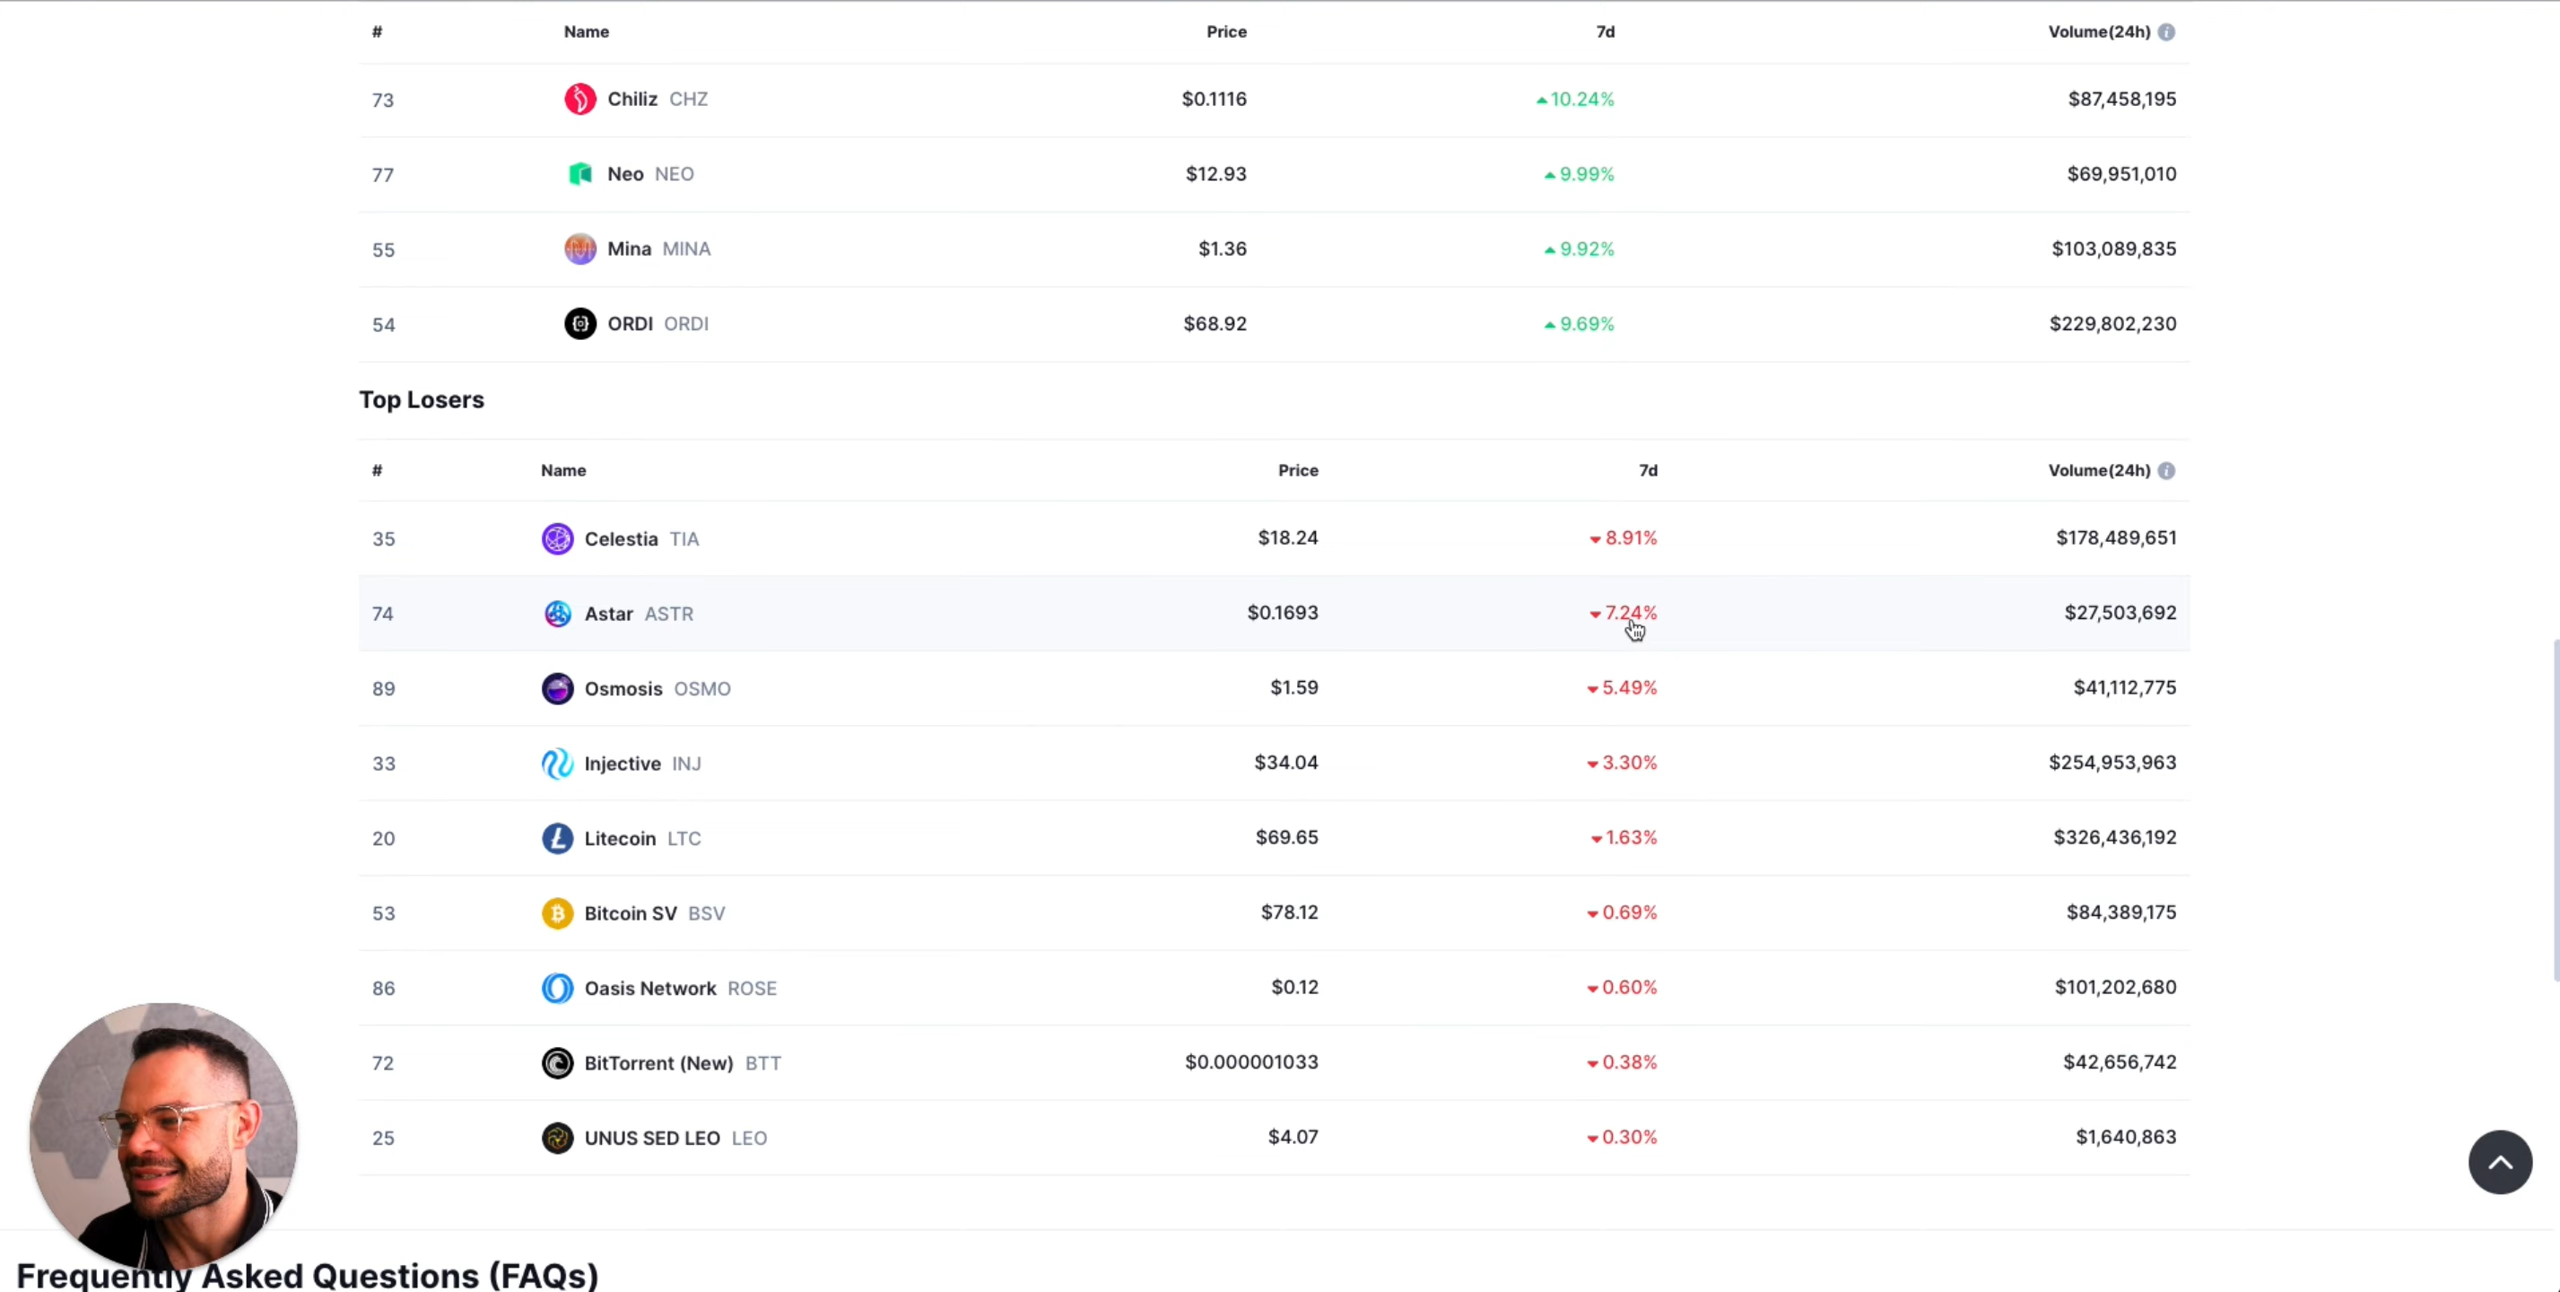 # Name Price 7d Volume(24h)
73 Chiliz CHZ $0.1116 10.24% $87,458,195
77 Neo NEO $12.93 9.99% $69,951,010
55 Mina MINA $1.36 9.92% $103,089,835
54 ORDI ORDI $68.92 9.69% $229,802,230
Top Losers
# Name Price 7d Volume(24h)
35 Celestia TIA $18.24 8.91% $178,489,651
74 Astar ASTR $0.1693 7.24% $27,503,692
89 Osmosis OSMO $1.59 5.49% $41,112,775
33 Injective INJ $34.04 3.30% $254,953,963
20 Litecoin LTC $69.65 1.63% $326,436,192
53 Bitcoin SV BSV $78.12 0.69% $84,389,175
86 Oasis Network ROSE $0.12 0.60% $101,202,680
72 BitTorrent (New) BTT $0.000001033 0.38% $42,656,742
25 UNUS SED LEO LEO $4.07 0.30% $1,640,863
Frequently Asked Questions (FAQs)